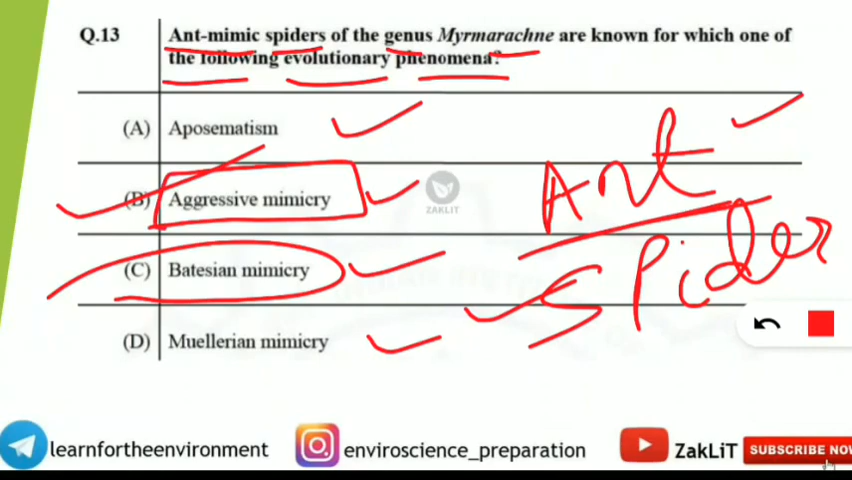 Q.13 Ant-mimic spiders of the genus Myrmarachne are known for which one of
the following evolutionary phenomena?
(A) Aposematism
(B) Aggressive mimicry
(C) Batesian mimicry
(D) Muellerian mimicry
Ant
Spider
ZAKLIT
learnfortheenvironment enviroscience_preparation ZakLiT SUBSCRIBE NOW